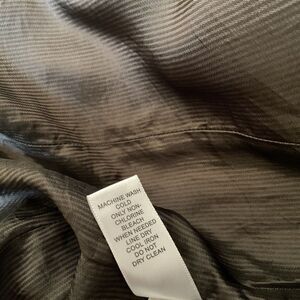 MACHINE WASH
COLD
ONLY NON-
CHLORINE
BLEACH
WHEN NEEDED
LINE DRY
COOL IRON
DO NOT
DRY CLEAN